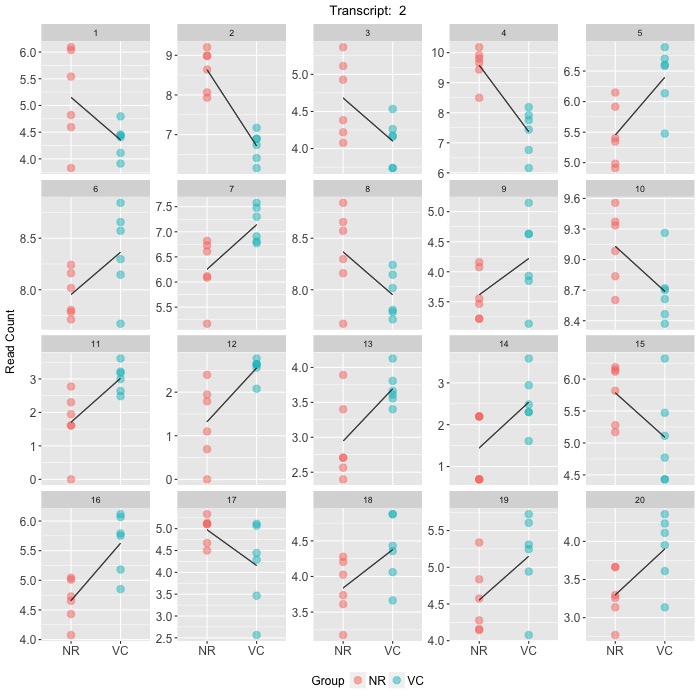 Transcript: 2
1 2 3 4 5
6.0 5.5 5.0 4.5 4.0
9 8 7
5.0 4.5 4.0
10 9 8 7 6
6.5 6.0 5.5 5.0
6 7 8 9 10
8.5 8.0
7.5 7.0 6.5 6.0 5.5
8.5 8.0
5.0 4.5 4.0 3.5
9.6 9.3 9.0 8.7 8.4
Read Count
11 12 13 14 15
3 2 1 0
2 1 0
4.0 3.5 3.0 2.5
3 2 1
6.0 5.5 5.0 4.5
16 17 18 19 20
6.0 5.5 5.0 4.5 4.0
5.0 4.5 4.0 3.5 3.0 2.5
4.5 4.0 3.5
5.5 5.0 4.5 4.0
4.0 3.5 3.0
NR VC NR VC NR VC NR VC NR VC
Group NR VC